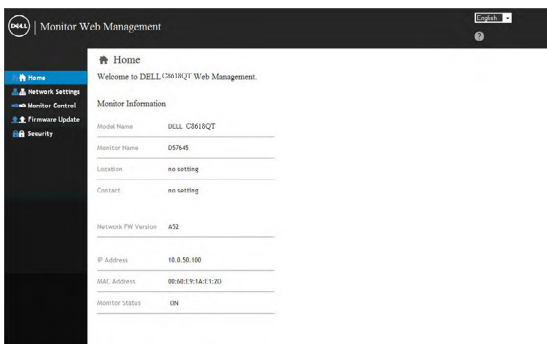 DELL | Monitor Web Management
English
Home
Welcome to DELL C8618QT Web Management.
Home
Network Settings
Monitor Control
Firmware Update
Security
Monitor Information
Model Name DELL C8618QT
Monitor Name D57645
Location no setting
Contact no setting
Network FW Version A52
IP Address 10.0.50.100
MAC Address
Monitor Status ON